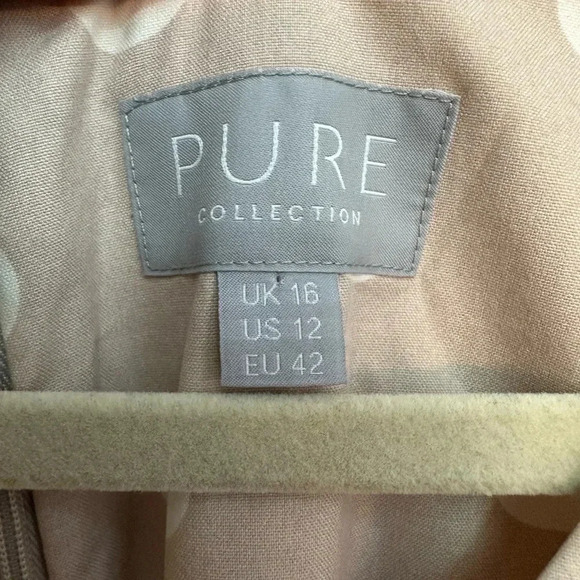 PURE
COLLECTION
UK 16
US 12
EU 42